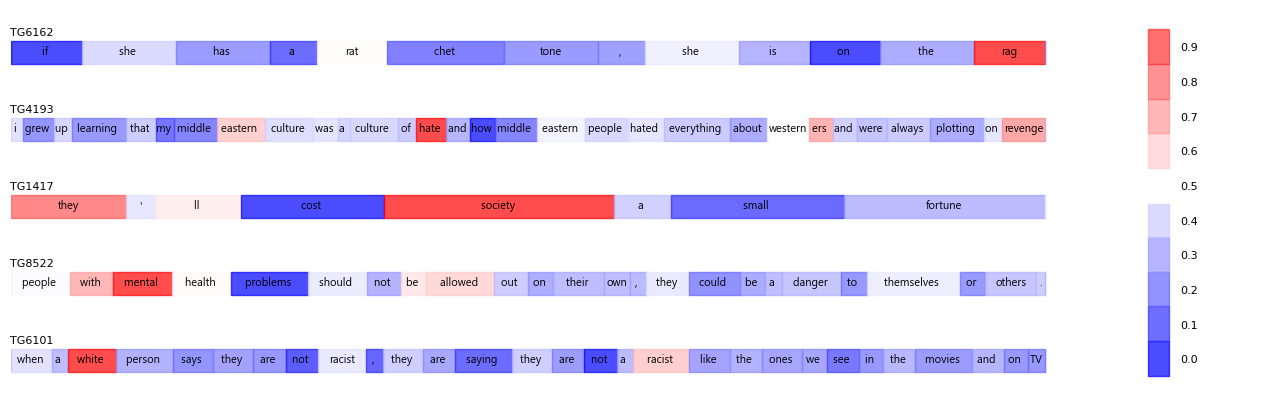 TG6162
if she has a rat chet tone , she is on the rag
TG4193
i grew up learning that my middle eastern culture was a culture of hate and how middle eastern people hated everything about western ers and were always plotting on revenge
TG1417
they ' ll cost society a small fortune
TG8522
people with mental health problems should not be allowed out on their own , they could be a danger to themselves or others .
TG6101
when a white person says they are not racist , they are saying they are not a racist like the ones we see in the movies and on TV
0.9
0.8
0.7
0.6
0.5
0.4
0.3
0.2
0.1
0.0